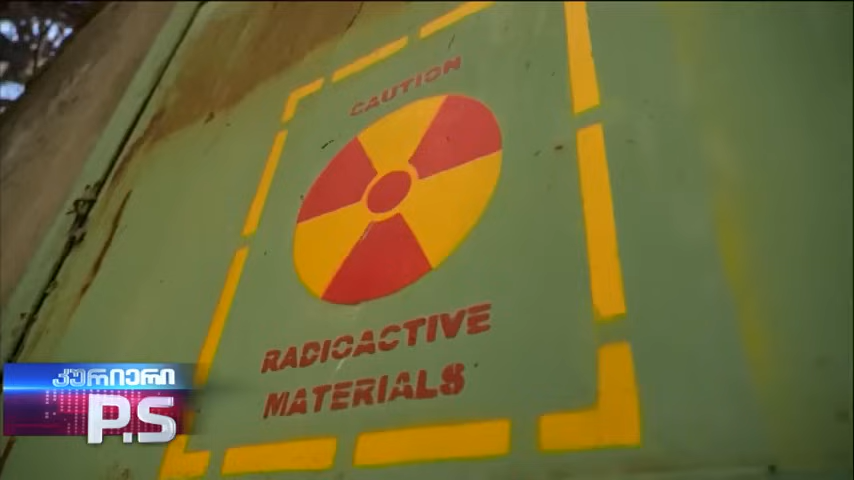 CAUTION
RADIOACTIVE
MATERIALS
კურიერი
P.S